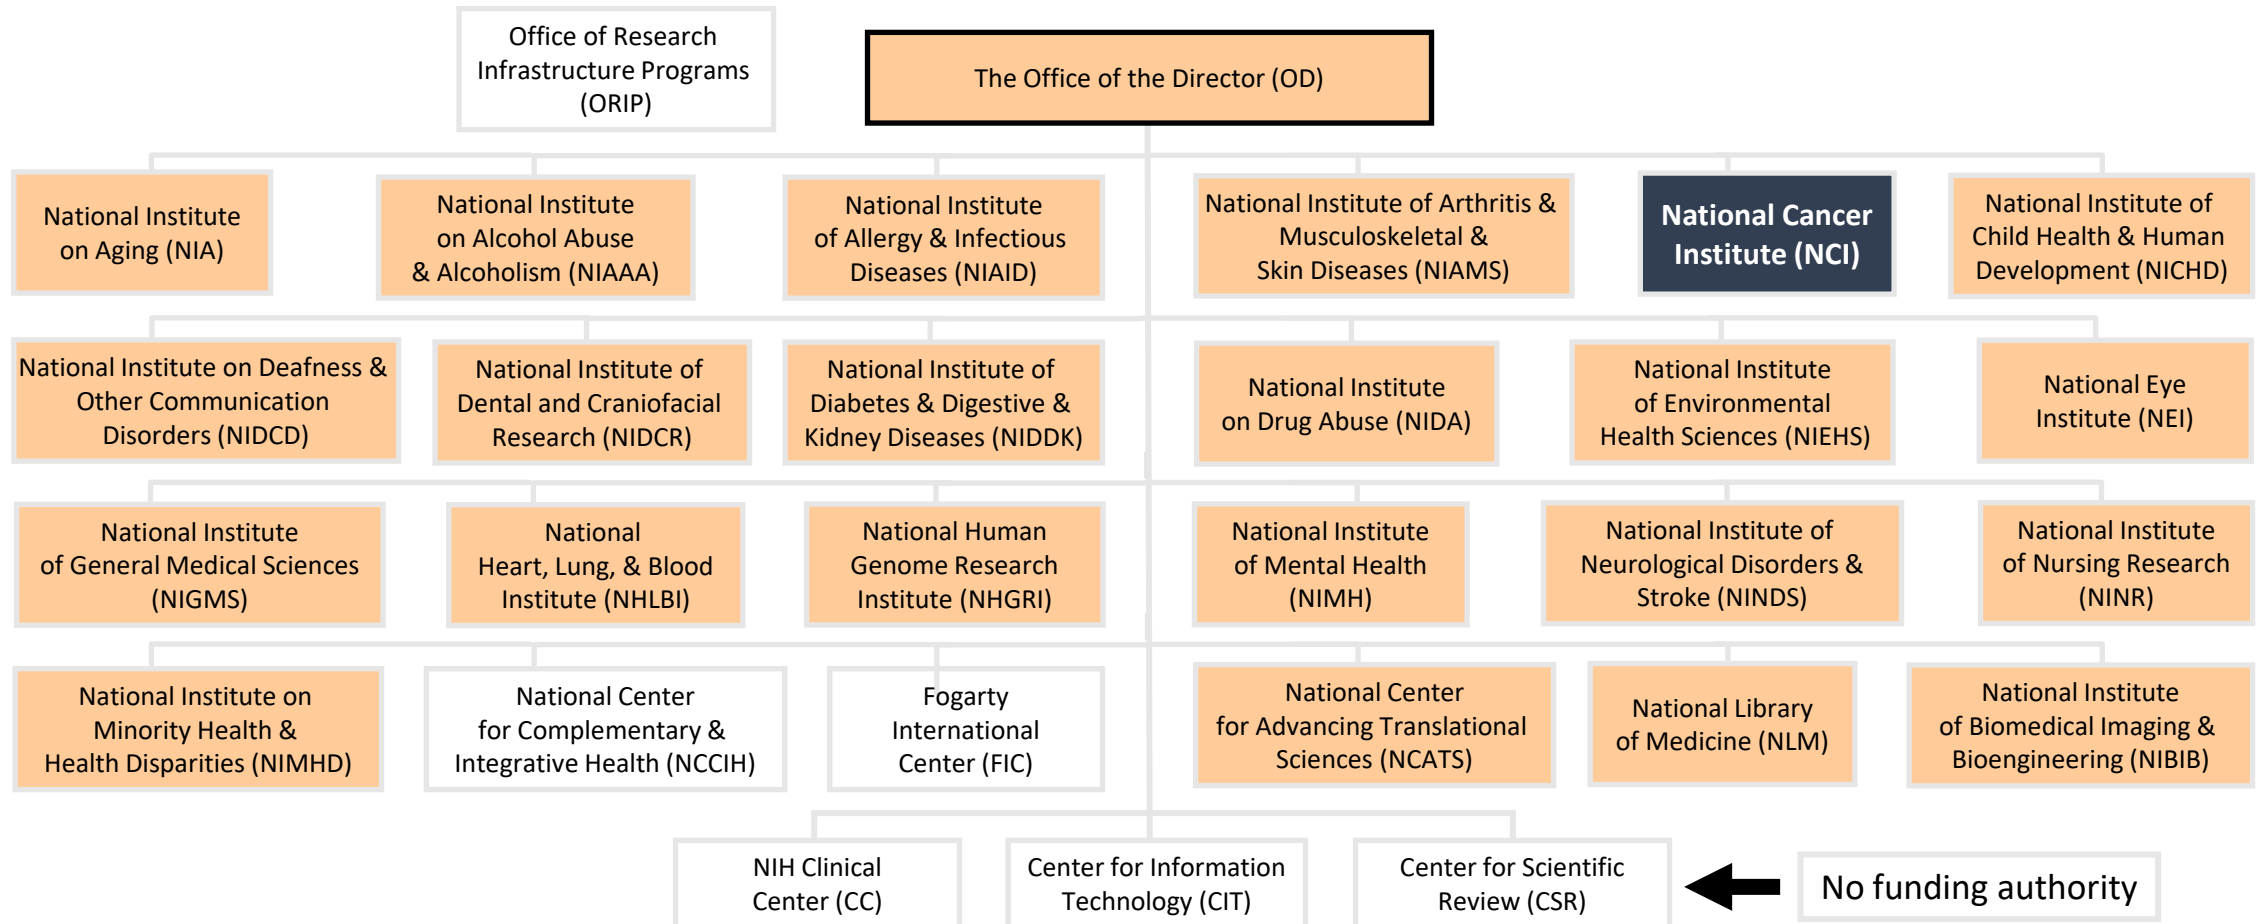 Office of Research
Infrastructure Programs
(ORIP)
The Office of the Director (OD)
National Institute
on Aging (NIA)
National Institute
on Alcohol Abuse
& Alcoholism (NIAAA)
National Institute
of Allergy & Infectious
Diseases (NIAID)
National Institute of Arthritis &
Musculoskeletal &
Skin Diseases (NIAMS)
National Cancer
Institute (NCI)
National Institute of
Child Health & Human
Development (NICHD)
National Institute on Deafness &
Other Communication
Disorders (NIDCD)
National Institute of
Dental and Craniofacial
Research (NIDCR)
National Institute of
Diabetes & Digestive &
Kidney Diseases (NIDDK)
National Institute
on Drug Abuse (NIDA)
National Institute
of Environmental
Health Sciences (NIEHS)
National Eye
Institute (NEI)
National Institute
of General Medical Sciences
(NIGMS)
National
Heart, Lung, & Blood
Institute (NHLBI)
National Human
Genome Research
Institute (NHGRI)
National Institute
of Mental Health
(NIMH)
National Institute of
Neurological Disorders &
Stroke (NINDS)
National Institute
of Nursing Research
(NINR)
National Institute on
Minority Health &
Health Disparities (NIMHD)
National Center
for Complementary &
Integrative Health (NCCIH)
Fogarty
International
Center (FIC)
National Center
for Advancing Translational
Sciences (NCATS)
National Library
of Medicine (NLM)
National Institute
of Biomedical Imaging &
Bioengineering (NIBIB)
NIH Clinical
Center (CC)
Center for Information
Technology (CIT)
Center for Scientific
Review (CSR)
No funding authority